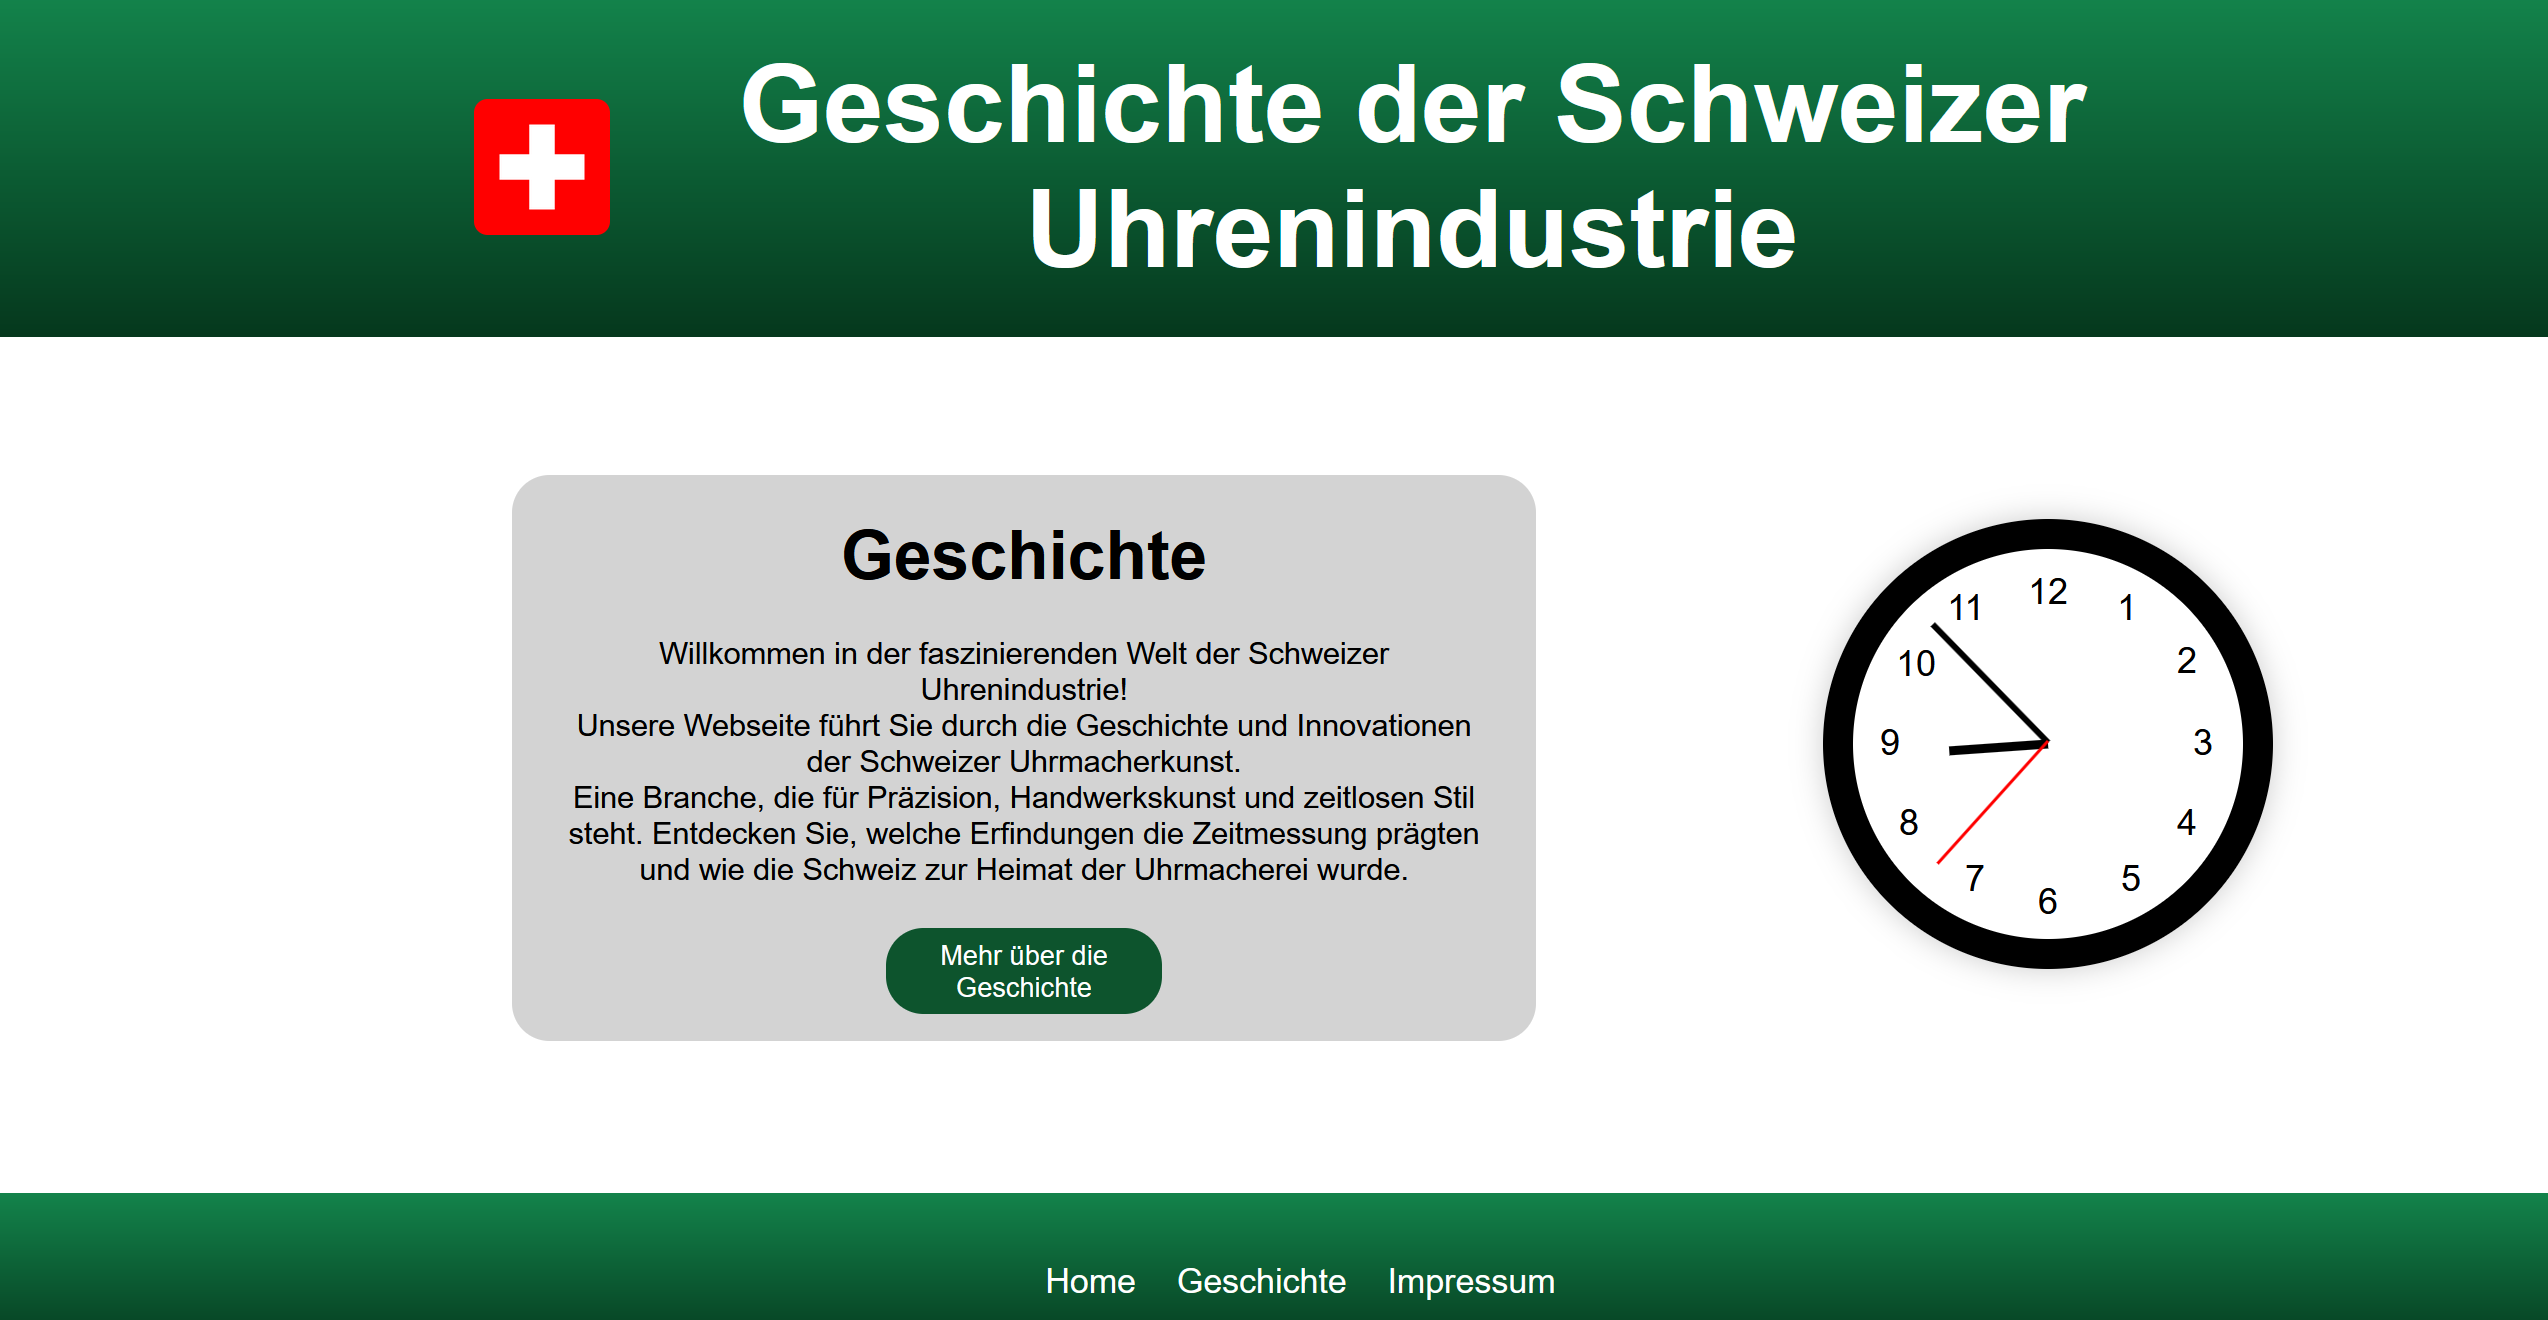 Geschichte der Schweizer
Uhrenindustrie
Geschichte
Willkommen in der faszinierenden Welt der Schweizer
Uhrenindustrie!
Unsere Webseite führt Sie durch die Geschichte und Innovationen
der Schweizer Uhrmacherkunst.
Eine Branche, die für Präzision, Handwerkskunst und zeitlosen Stil
steht. Entdecken Sie, welche Erfindungen die Zeitmessung prägten
und wie die Schweiz zur Heimat der Uhrmacherei wurde.
Mehr über die
Geschichte
12
1
2
3
4
5
6
7
8
9
10
11
Home Geschichte Impressum